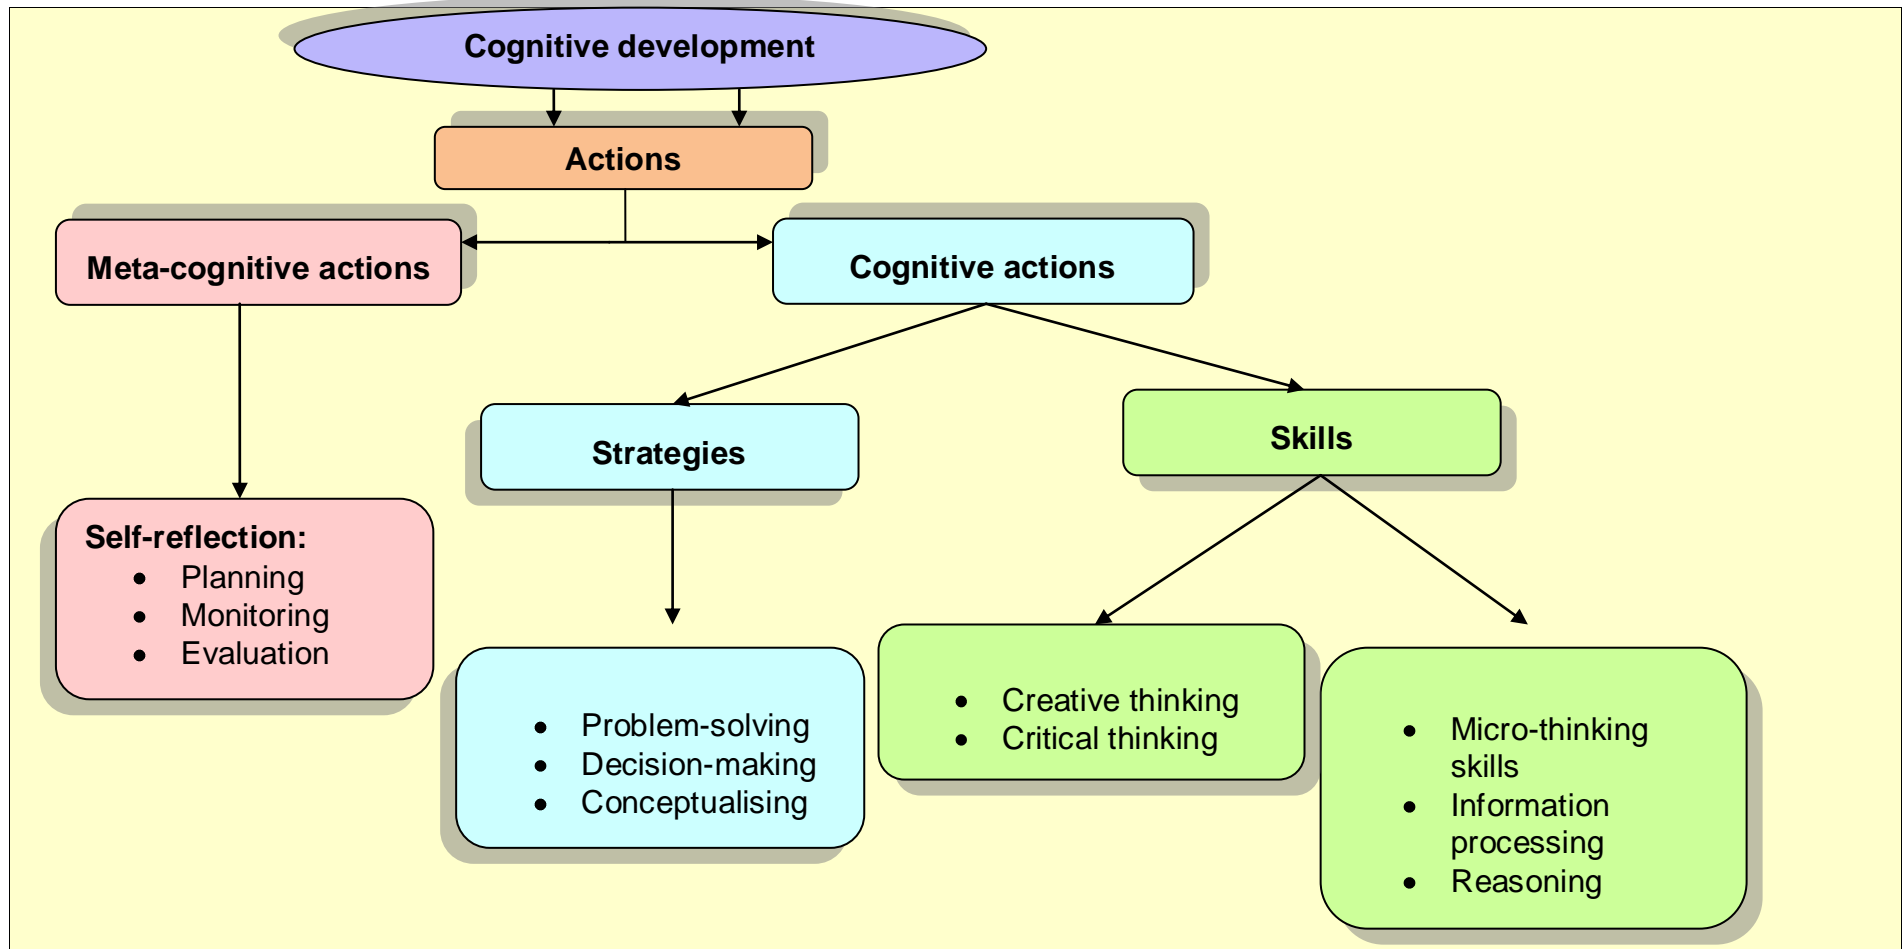 Cognitive development
Actions
Meta-cognitive actions
Cognitive actions
Strategies
Skills
Self-reflection:
• Planning
• Monitoring
• Evaluation
• Problem-solving
• Decision-making
• Conceptualising
• Creative thinking
• Critical thinking
• Micro-thinking
skills
• Information
processing
• Reasoning